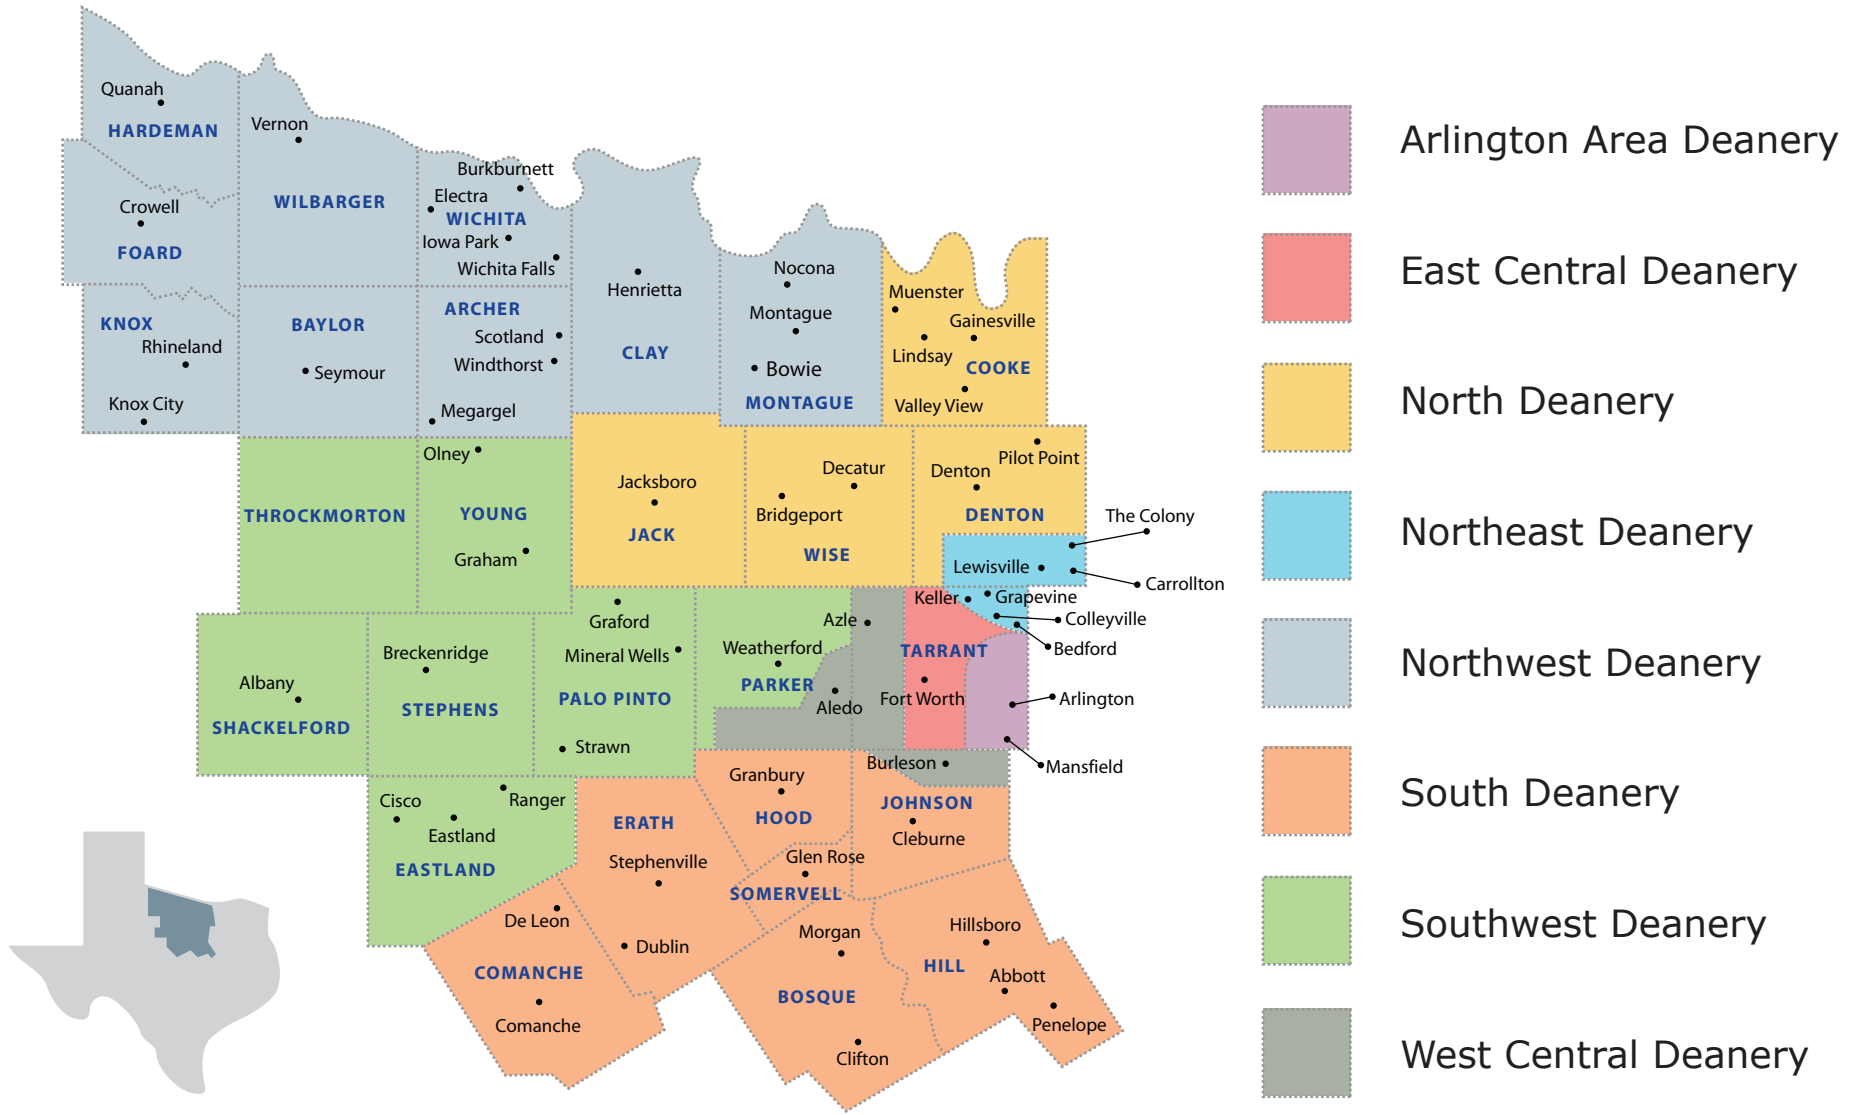 Quanah
HARDEMAN
Vernon
WILBARGER
Crowell
FOARD
Burkburnett
Electra
WICHITA
Iowa Park
Wichita Falls
Henrietta
CLAY
Nocona
Montague
Bowie
MONTAGUE
Muenster
Gainesville
Lindsay
COOKE
Valley View
KNOX
Rhineland
Knox City
BAYLOR
Seymour
ARCHER
Scotland
Windthorst
Megargel
THROCKMORTON
Olney
YOUNG
Graham
Jacksboro
JACK
Decatur
Bridgeport
WISE
Pilot Point
Denton
DENTON
The Colony
Lewisville
Carrollton
Keller
Grapevine
Colleyville
Bedford
TARRANT
Fort Worth
Arlington
Mansfield
Azle
Weatherford
PARKER
Aledo
Graford
Mineral Wells
PALO PINTO
Strawn
Breckenridge
STEPHENS
Albany
SHACKELFORD
Cisco
Ranger
Eastland
EASTLAND
ERATH
Stephenville
Dublin
Granbury
HOOD
Burleson
JOHNSON
Cleburne
Glen Rose
SOMERVELL
De Leon
COMANCHE
Comanche
Morgan
BOSQUE
Clifton
Hillsboro
HILL
Abbott
Penelope
Arlington Area Deanery
East Central Deanery
North Deanery
Northeast Deanery
Northwest Deanery
South Deanery
Southwest Deanery
West Central Deanery